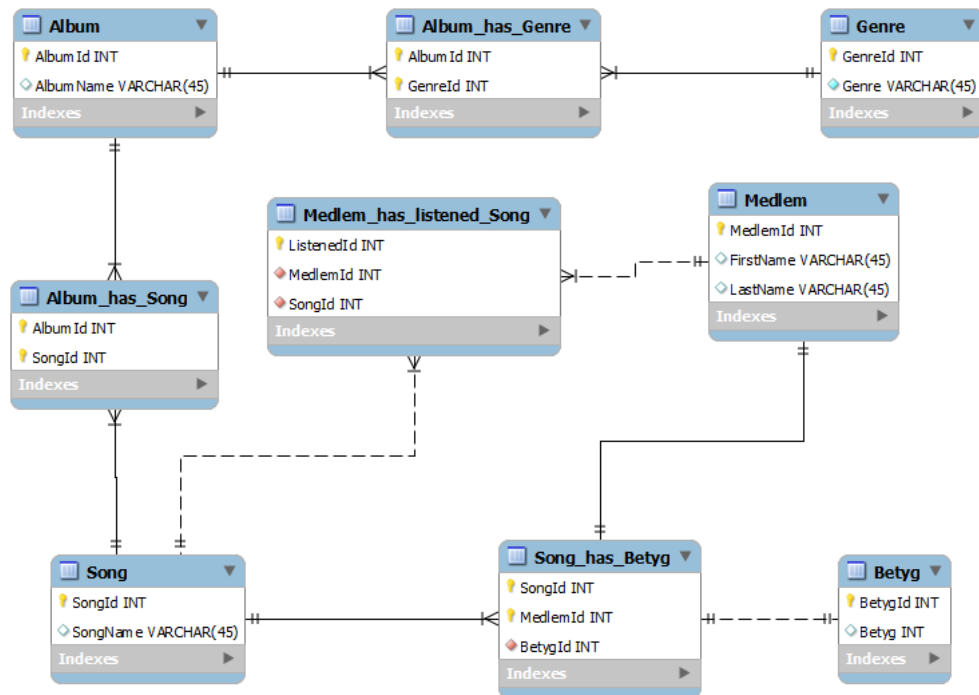 Album
AlbumId INT
AlbumName VARCHAR(45)
Indexes
Album_has_Genre
AlbumId INT
GenreId INT
Indexes
Genre
GenreId INT
Genre VARCHAR(45)
Indexes
Medlem_has_listened_Song
ListenedId INT
MedlemId INT
SongId INT
Indexes
Medlem
MedlemId INT
FirstName VARCHAR(45)
LastName VARCHAR(45)
Indexes
Album_has_Song
AlbumId INT
SongId INT
Indexes
Song
SongId INT
SongName VARCHAR(45)
Indexes
Song_has_Betyg
SongId INT
MedlemId INT
BetygId INT
Indexes
Betyg
BetygId INT
Betyg INT
Indexes